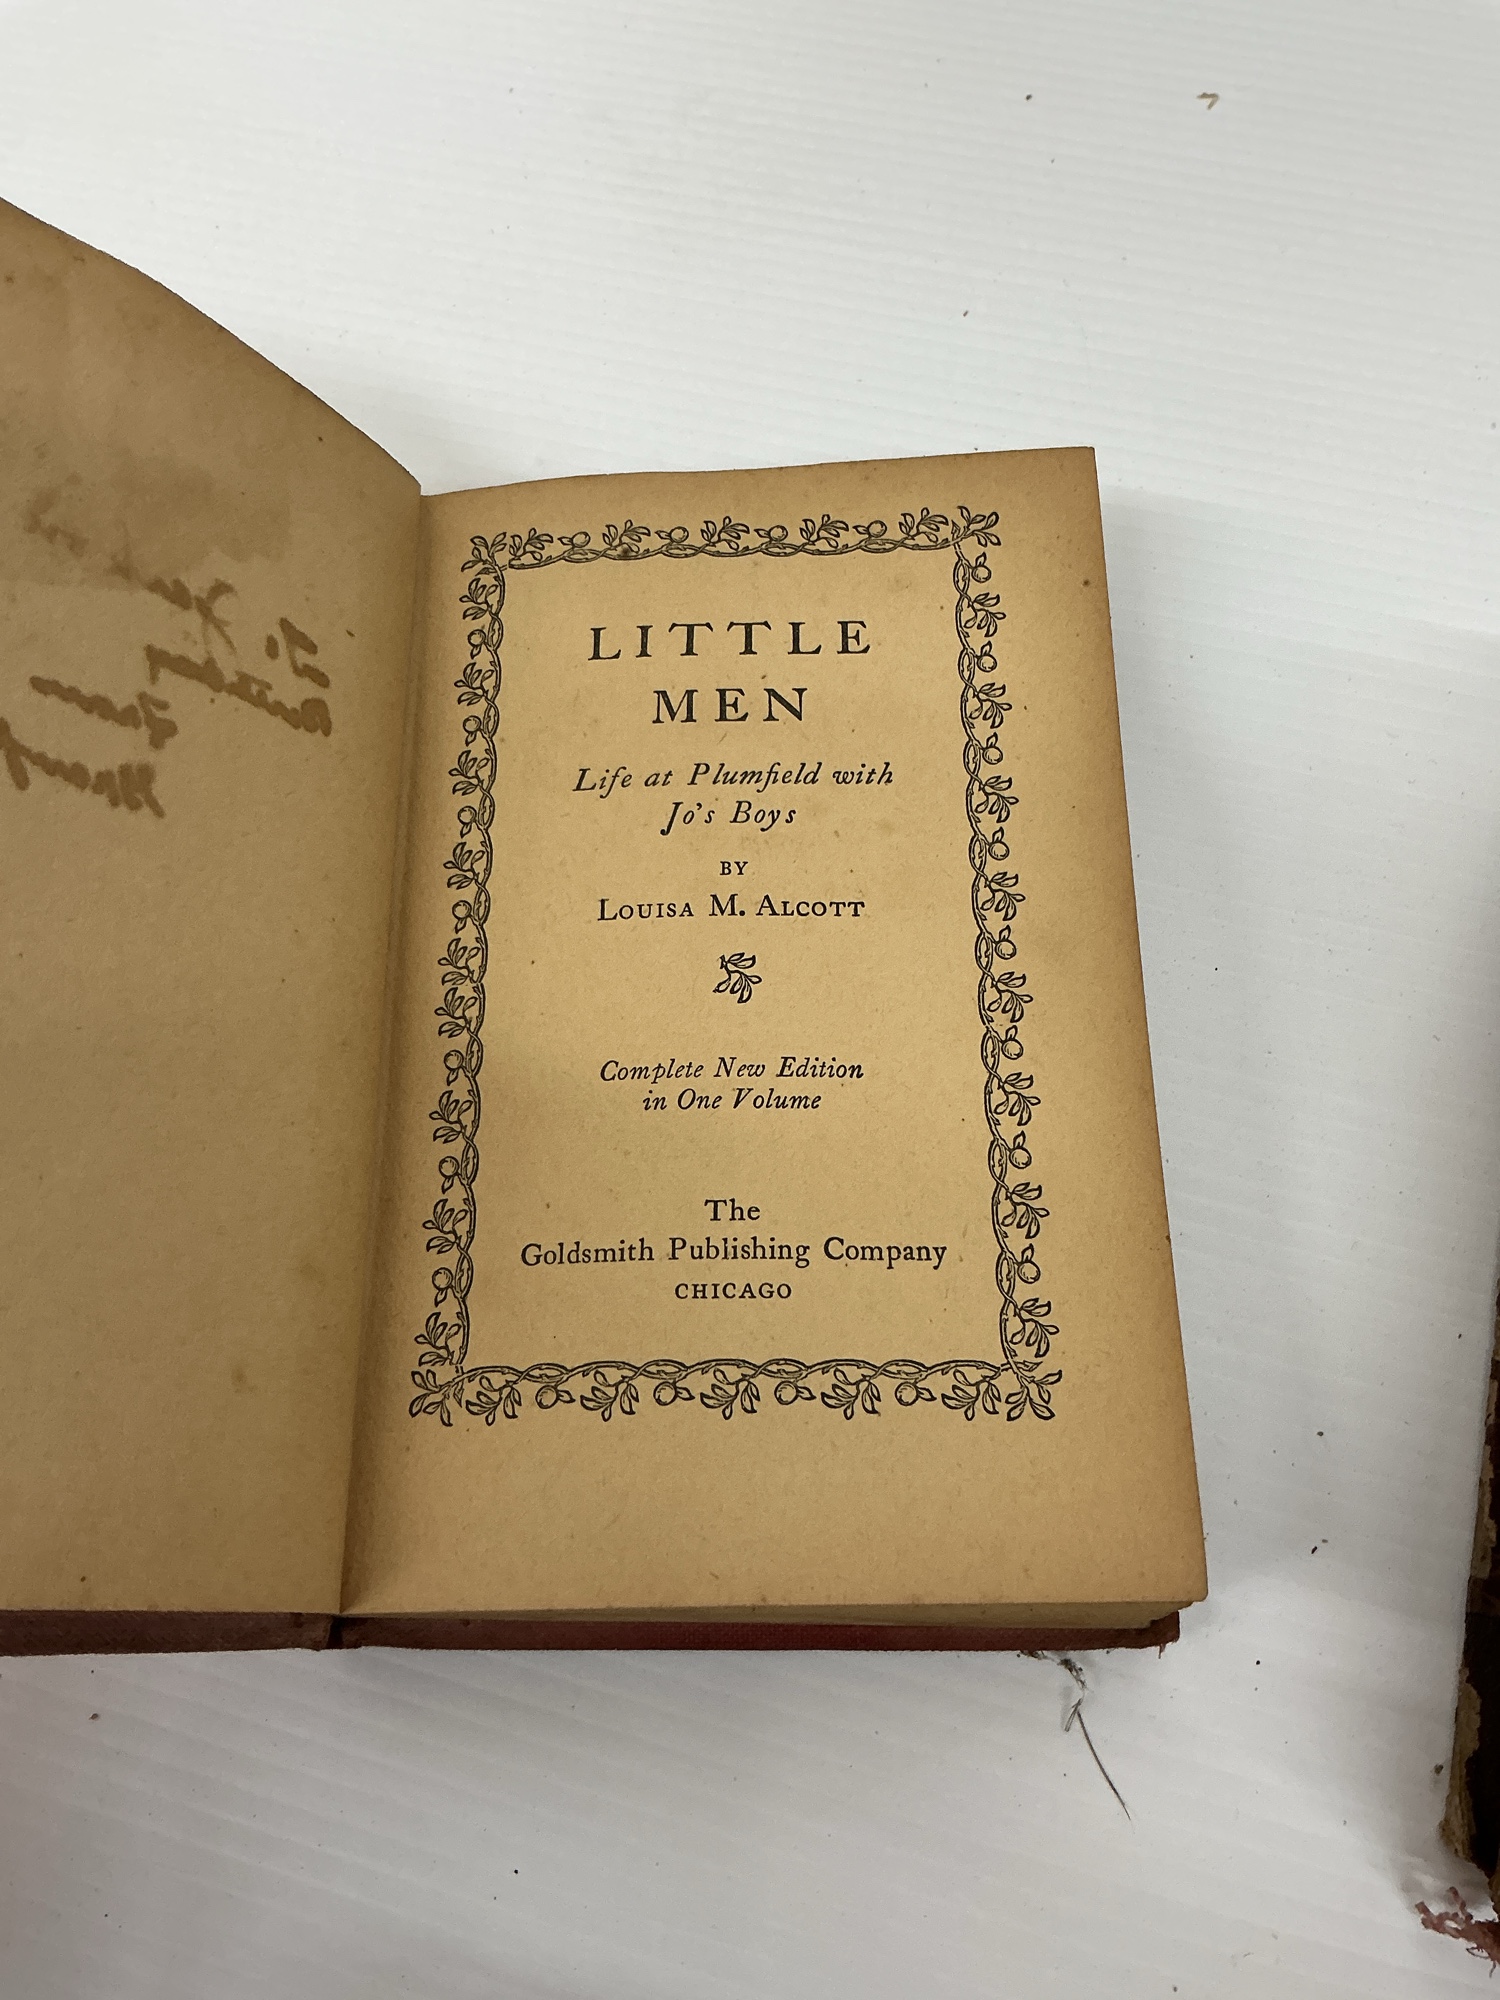 LITTLE
MEN
Life at Plumfield with
Jo's Boys
BY
LOUISA M. ALCOTT
Complete New Edition
in One Volume
The
Goldsmith Publishing Company
CHICAGO